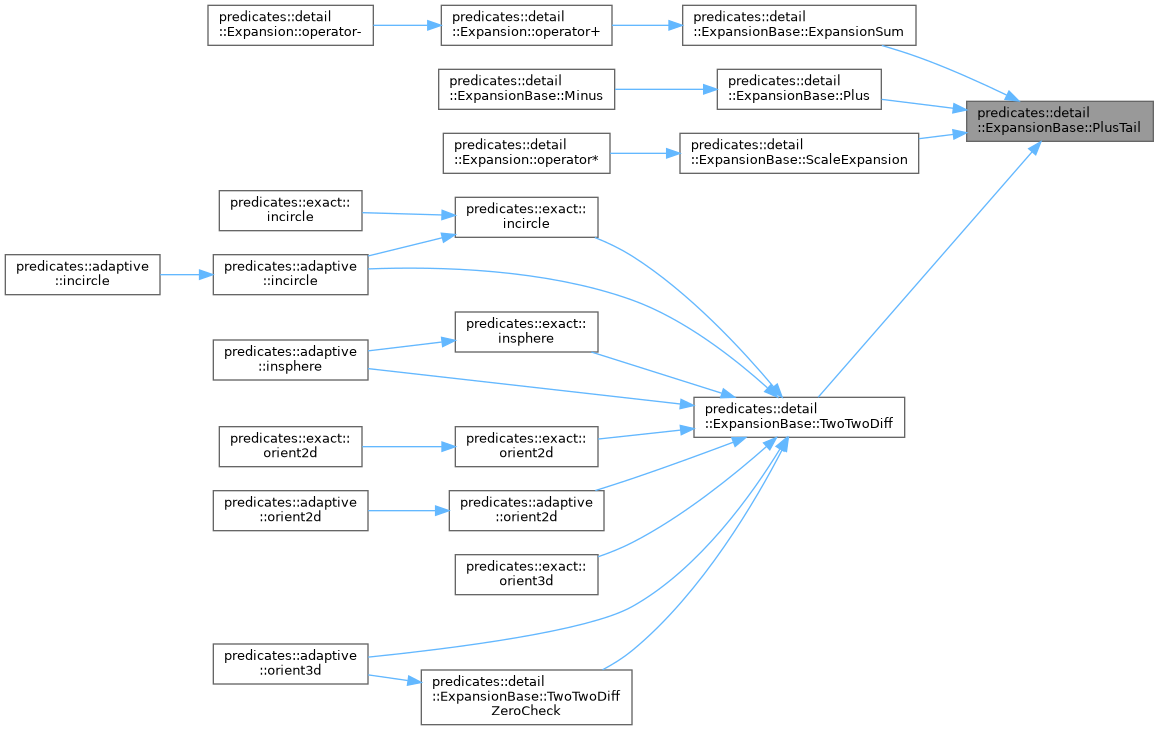 predicates::detail
::Expansion::operator-
predicates::detail
::Expansion::operator+
predicates::detail
::ExpansionBase::ExpansionSum
predicates::detail
::ExpansionBase::Minus
predicates::detail
::ExpansionBase::Plus
predicates::detail
::ExpansionBase::PlusTail
predicates::detail
::Expansion::operator*
predicates::detail
::ExpansionBase::ScaleExpansion
predicates::exact::
incircle
predicates::exact::
incircle
predicates::adaptive
::incircle
predicates::adaptive
::incircle
predicates::exact::
insphere
predicates::adaptive
::insphere
predicates::detail
::ExpansionBase::TwoTwoDiff
predicates::exact::
orient2d
predicates::exact::
orient2d
predicates::adaptive
::orient2d
predicates::adaptive
::orient2d
predicates::exact::
orient3d
predicates::adaptive
::orient3d
predicates::detail
::ExpansionBase::TwoTwoDiff
ZeroCheck